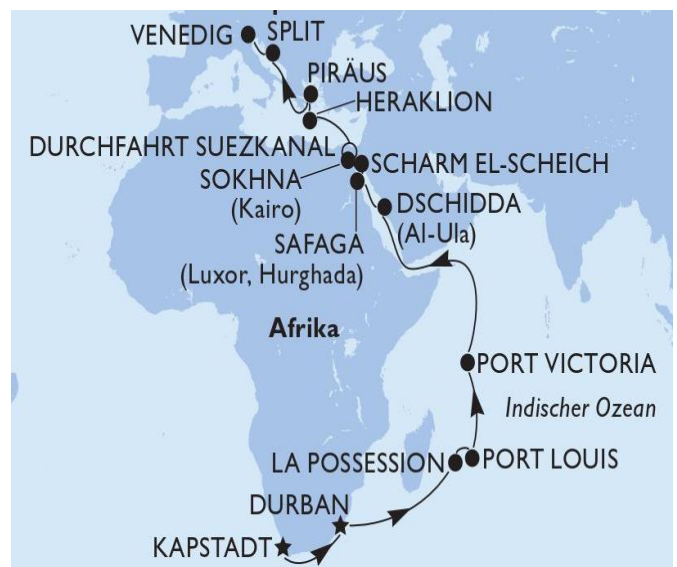 VENEDIG
SPLIT
PIRÄUS
HERAKLION
DURCHFAHRT SUEZKANAL
SCHARM EL-SCHEICH
SOKHNA
(Kairo)
DSCHIDDA
(Al-Ula)
SAFAGA
(Luxor, Hurghada)
Afrika
PORT VICTORIA
Indischer Ozean
LA POSSESSION
PORT LOUIS
DURBAN
KAPSTADT